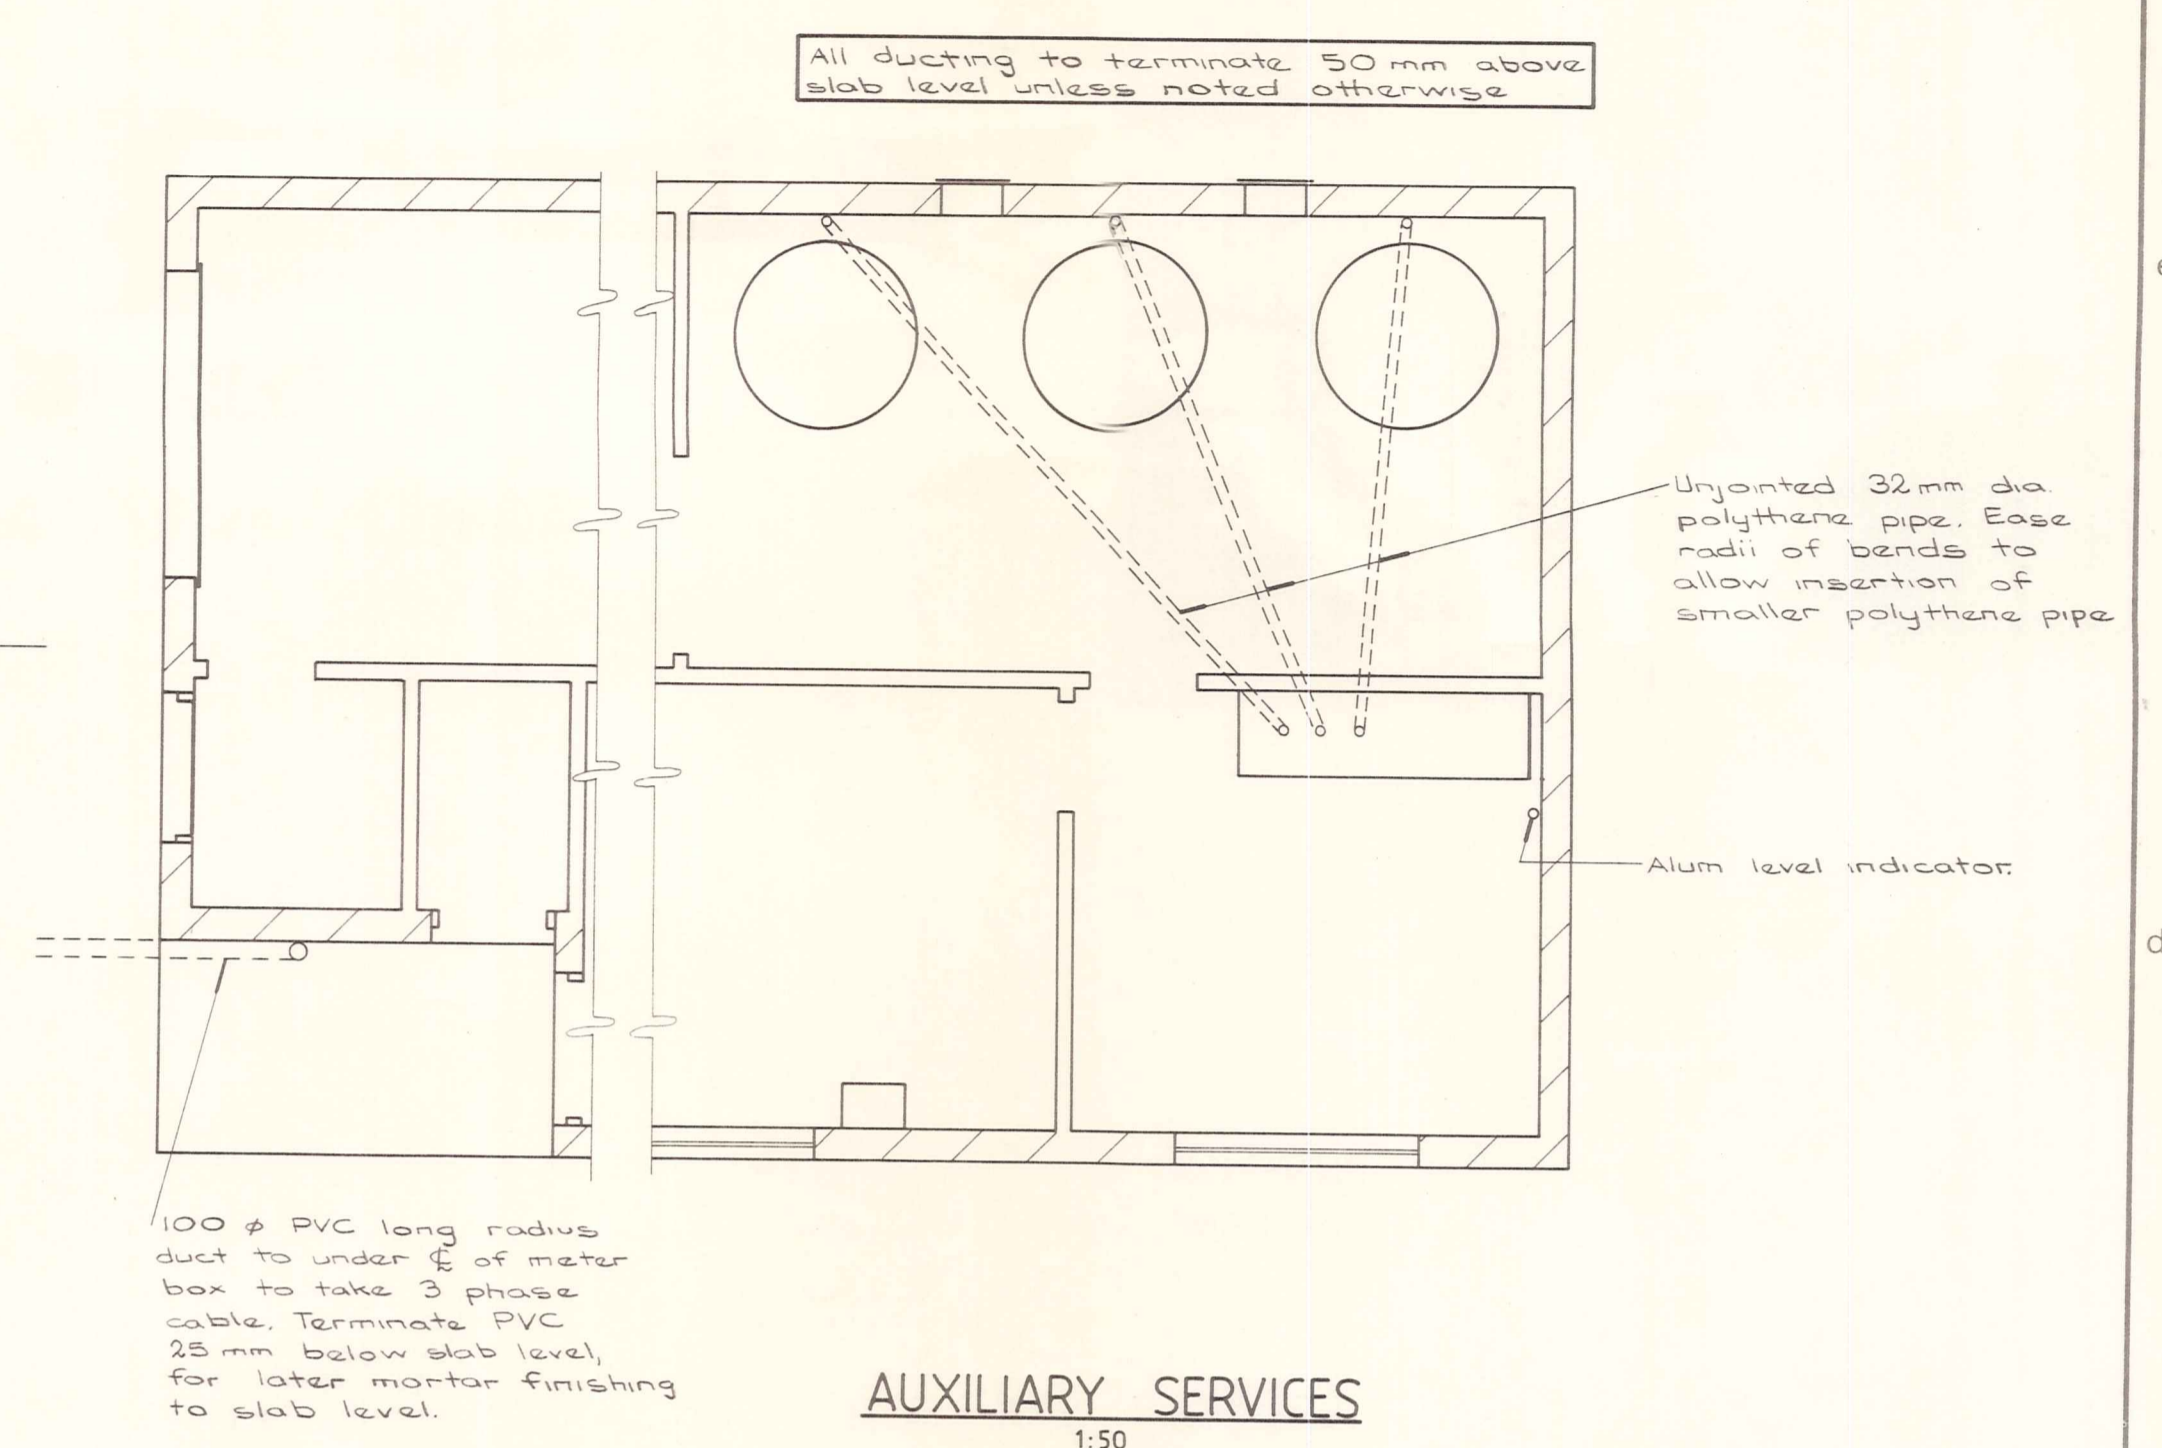 All ducting to terminate 50 mm above
slab level unless noted otherwise
Unjointed 32 mm dia.
polythene pipe. Ease
radii of bends to
allow insertion of
smaller polythene pipe
Alum level indicator.
100 ϕ PVC long radius
duct to under ℄ of meter
box to take 3 phase
cable. Terminate PVC
25 mm below slab level,
for later mortar finishing
to slab level.
AUXILIARY SERVICES
1:50
d